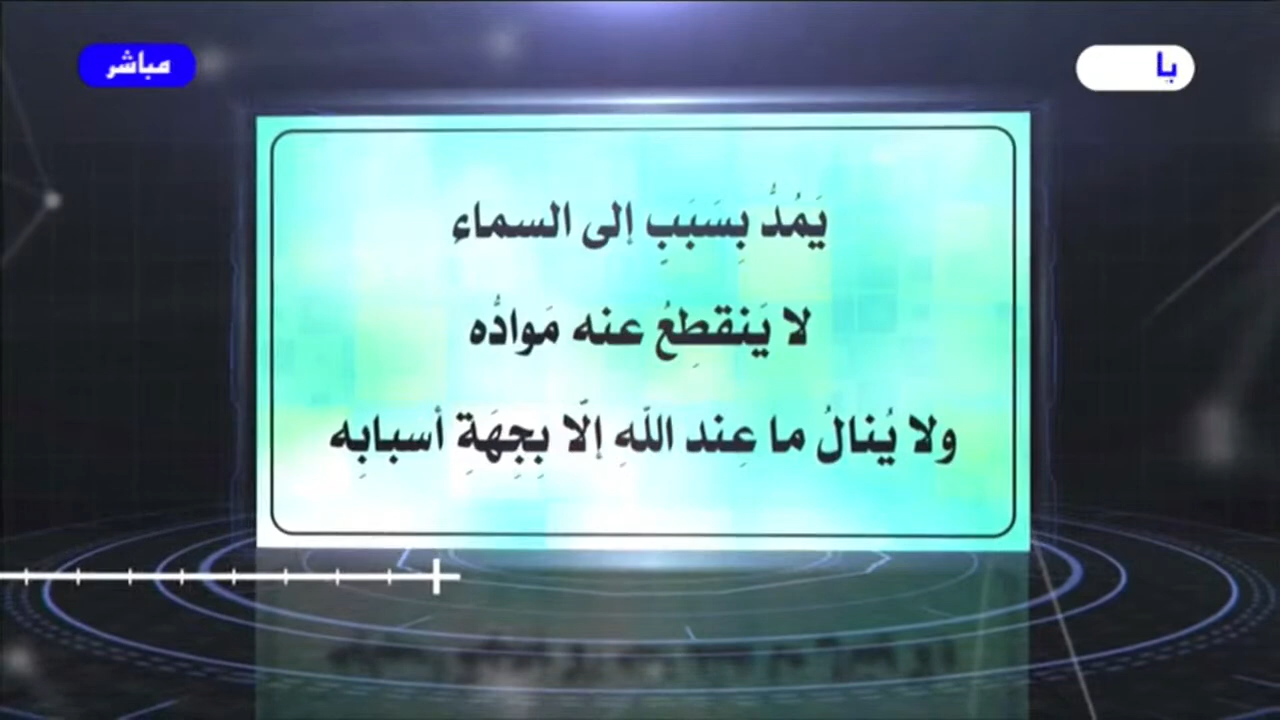 با
مباشر
يَمُدُّ بِسَبَبٍ إلى السماءِ
لا يَنقطِعُ عنه مَوادُّه
ولا يُنالُ ما عِند اللّهِ إلّا بِجِهَةِ أسبابِه